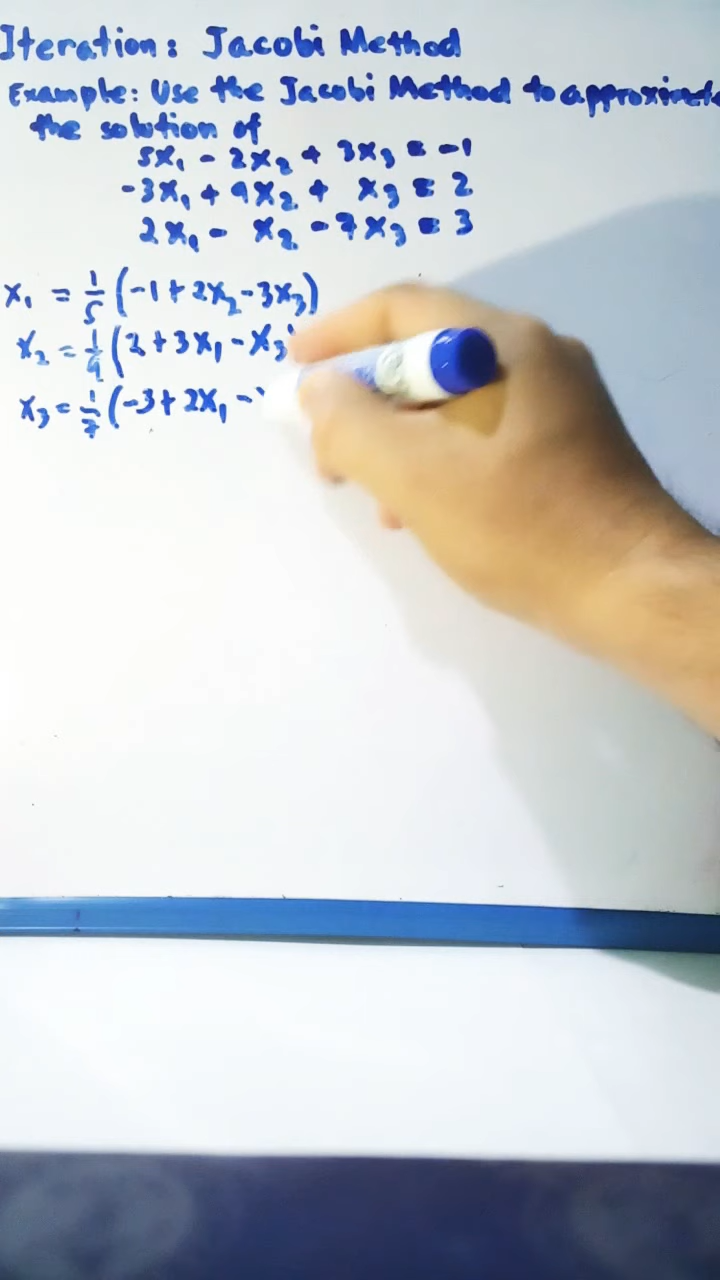 Iteration: Jacobi Method
Example: Use the Jacobi Method to approximate
the solution of
5x₁ - 2x₂ + 3x₃ = -1
-3x₁ + 9x₂ + x₃ = 2
2x₁ - x₂ - 7x₃ = 3
x₁ = 1/5 (-1 + 2x₂ - 3x₃)
x₂ = 1/9 (2 + 3x₁ - x₃)
x₃ = 1/7 (-3 + 2x₁ -